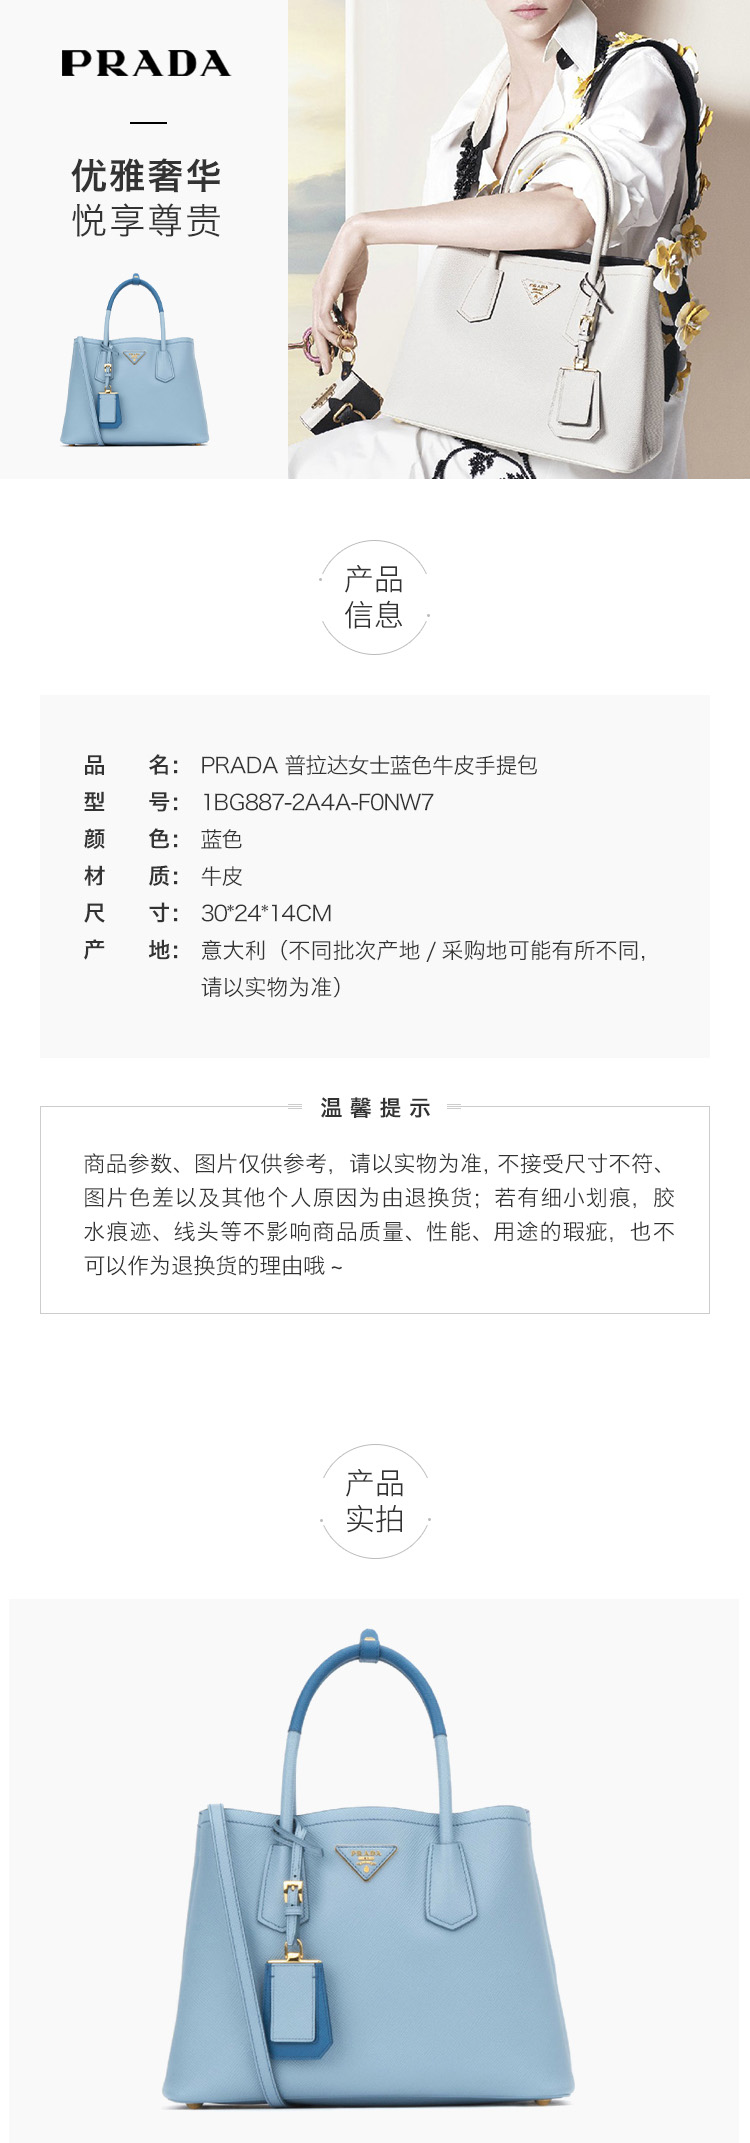 PRADA
优雅奢华
悦享尊贵
PRADA
产品
信息
品 名： PRADA 普拉达女士蓝色牛皮手提包
型 号： 1BG887-2A4A-F0NW7
颜 色： 蓝色
材 质： 牛皮
尺 寸： 30*24*14CM
产 地： 意大利（不同批次产地 / 采购地可能有所不同，
请以实物为准）
温馨提示
商品参数、图片仅供参考，请以实物为准, 不接受尺寸不符、
图片色差以及其他个人原因为由退换货；若有细小划痕，胶
水痕迹、线头等不影响商品质量、性能、用途的瑕疵，也不
可以作为退换货的理由哦 ~
产品
实拍
PRADA